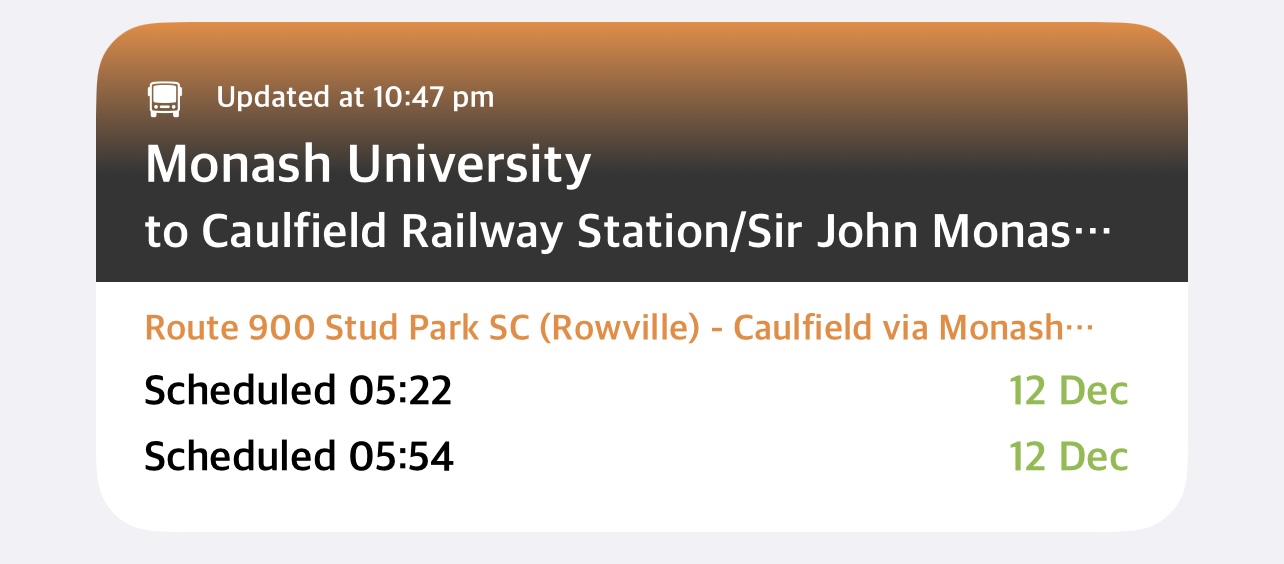 Updated at 10:47 pm
Monash University
to Caulfield Railway Station/Sir John Monas···
Route 900 Stud Park SC (Rowville) - Caulfield via Monash···
Scheduled 05:22 12 Dec
Scheduled 05:54 12 Dec